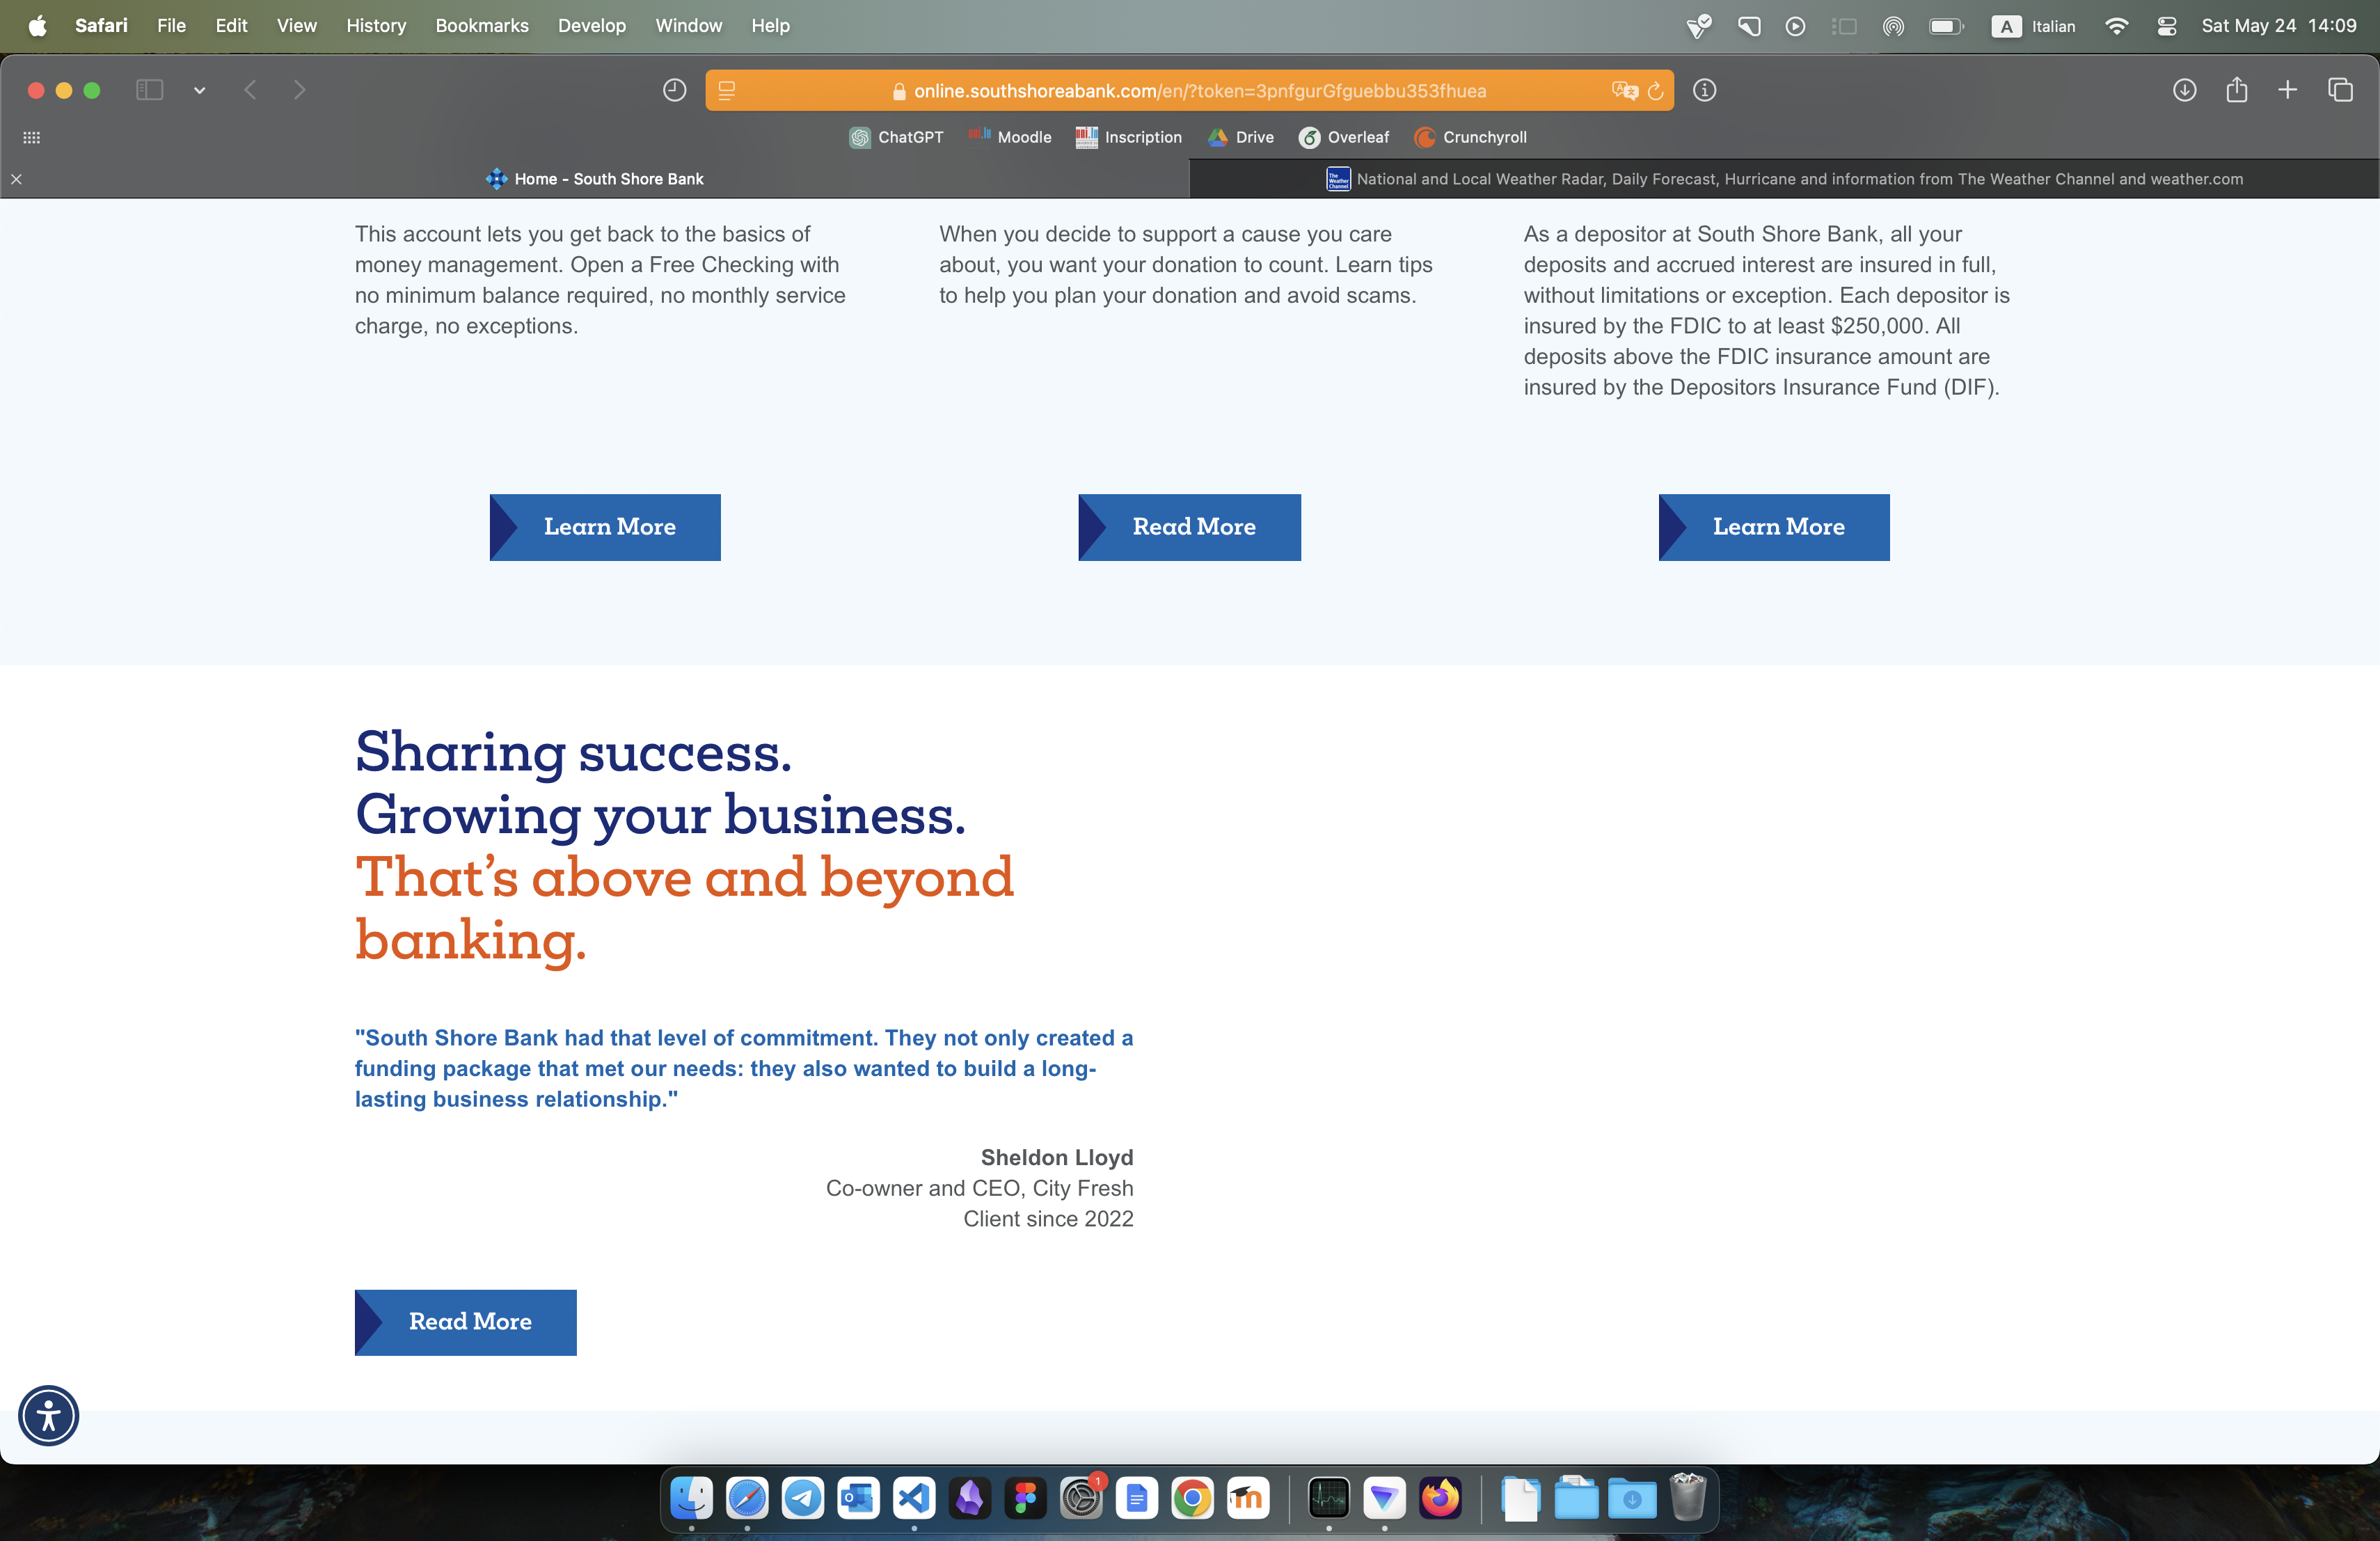 Safari File Edit View History Bookmarks Develop Window Help A Italian Sat May 24 14:09
online.southshoreabank.com/en/?token=3pnfgurGfguebbu353fhuea
ChatGPT Moodle Inscription Drive Overleaf Crunchyroll
Home - South Shore Bank
National and Local Weather Radar, Daily Forecast, Hurricane and information from The Weather Channel and weather.com
This account lets you get back to the basics of
money management. Open a Free Checking with
no minimum balance required, no monthly service
charge, no exceptions.
When you decide to support a cause you care
about, you want your donation to count. Learn tips
to help you plan your donation and avoid scams.
As a depositor at South Shore Bank, all your
deposits and accrued interest are insured in full,
without limitations or exception. Each depositor is
insured by the FDIC to at least $250,000. All
deposits above the FDIC insurance amount are
insured by the Depositors Insurance Fund (DIF).
Learn More
Read More
Learn More
Sharing success.
Growing your business.
That's above and beyond
banking.
"South Shore Bank had that level of commitment. They not only created a
funding package that met our needs: they also wanted to build a long-
lasting business relationship."
Sheldon Lloyd
Co-owner and CEO, City Fresh
Client since 2022
Read More
1